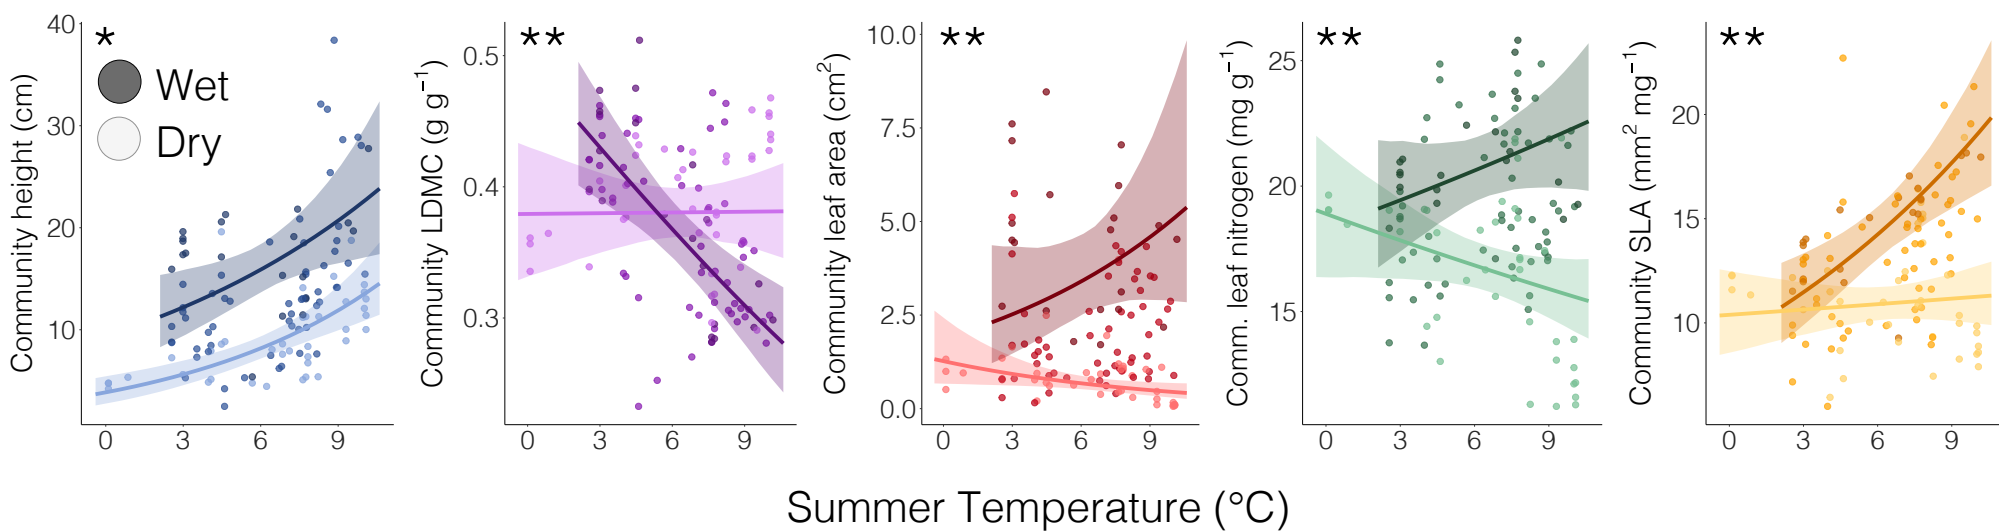 Community height (cm)
40
30
20
10
*
Wet
Dry
0 3 6 9
Community LDMC (g g⁻¹)
0.5
0.4
0.3
**
0 3 6 9
Community leaf area (cm²)
10.0
7.5
5.0
2.5
0.0
**
0 3 6 9
Comm. leaf nitrogen (mg g⁻¹)
25
20
15
**
0 3 6 9
Community SLA (mm² mg⁻¹)
20
15
10
**
0 3 6 9
Summer Temperature (°C)